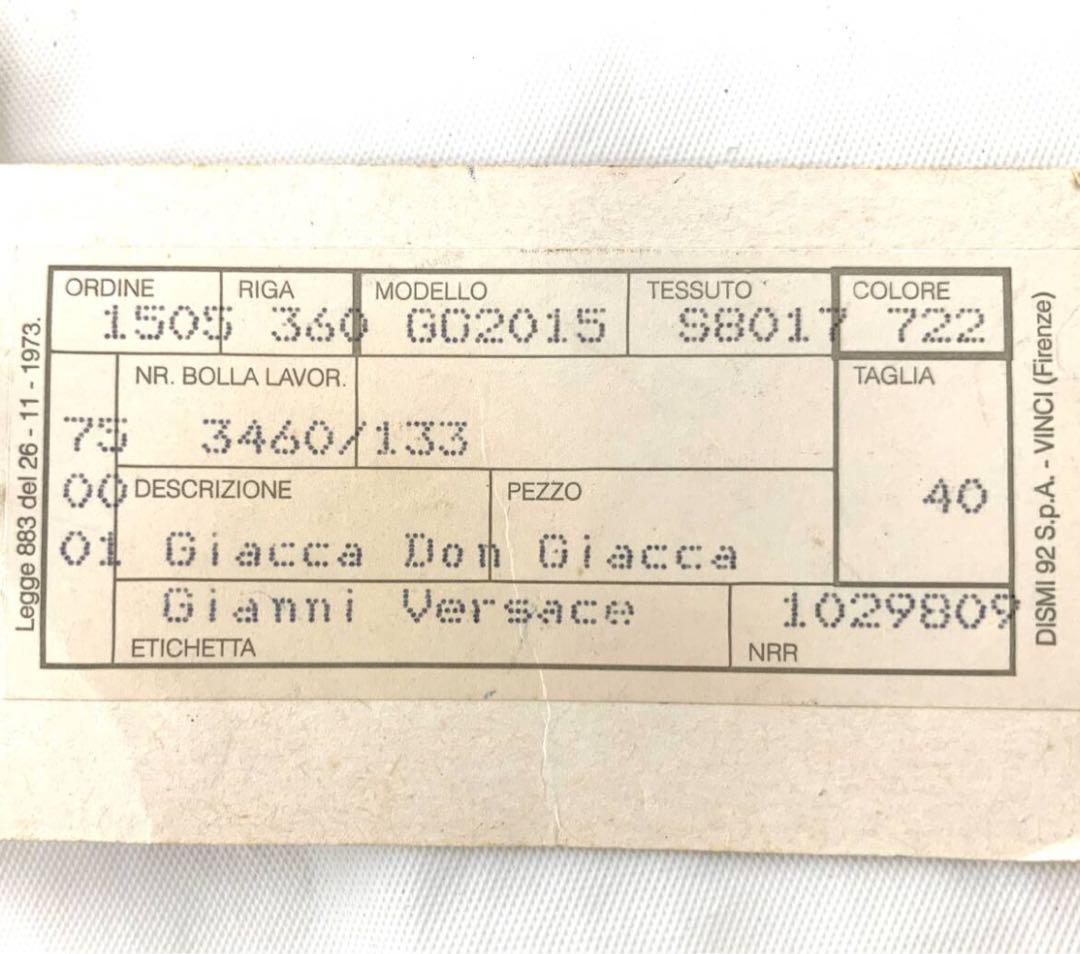 ORDINE RIGA MODELLO TESSUTO COLORE
1505 360 GO2015 S8017 722
NR. BOLLA LAVOR. TAGLIA
75 3460/133
00 DESCRIZIONE PEZZO 40
01 Giacca Don Giacca
Gianni Versace 1029809
ETICHETTA NRR
Legge 883 del 26 - 11 - 1973.
DISMI 92 S.p.A. - VINCI (Firenze)